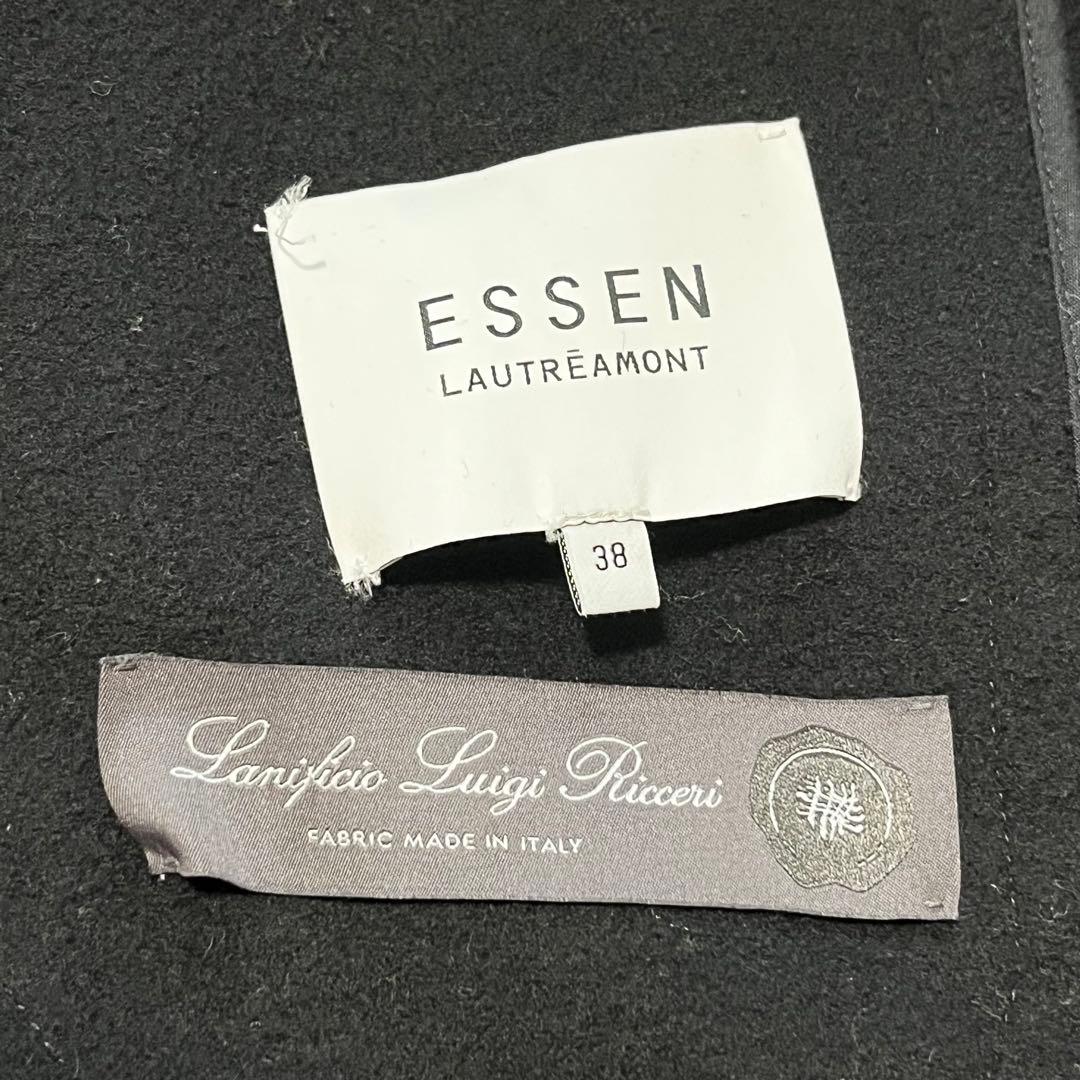 ESSEN
LAUTRĒAMONT
38
Lanificio Luigi Ricceri
FABRIC MADE IN ITALY